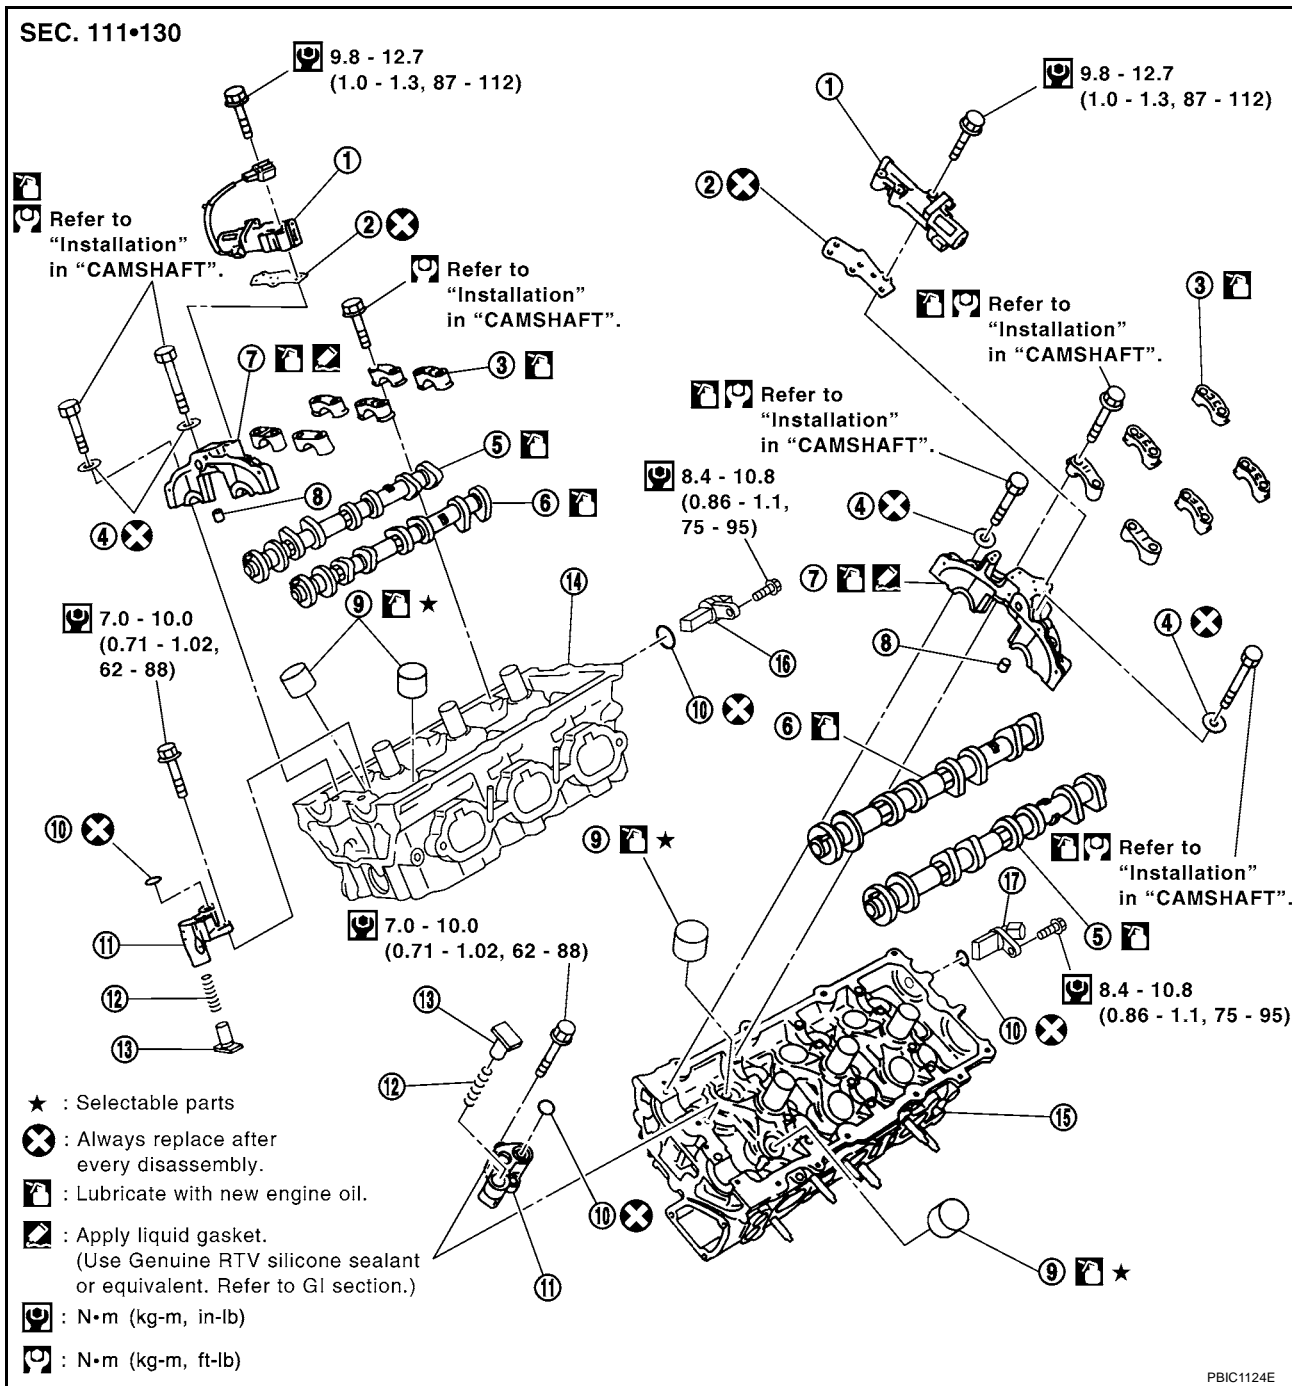 SEC. 111•130
9.8 - 12.7
(1.0 - 1.3, 87 - 112)
9.8 - 12.7
(1.0 - 1.3, 87 - 112)
1
1
2
2
Refer to
“Installation”
in “CAMSHAFT”.
Refer to
“Installation”
in “CAMSHAFT”.
Refer to
“Installation”
in “CAMSHAFT”.
3
7
3
Refer to
“Installation”
in “CAMSHAFT”.
5
8.4 - 10.8
(0.86 - 1.1,
75 - 95)
8
6
4
4
7
9 ★
14
7.0 - 10.0
(0.71 - 1.02,
62 - 88)
4
8
16
10
6
10
9 ★
Refer to
“Installation”
in “CAMSHAFT”.
17
5
11
7.0 - 10.0
(0.71 - 1.02, 62 - 88)
12
13
13
8.4 - 10.8
(0.86 - 1.1, 75 - 95)
10
12
15
★ : Selectable parts
: Always replace after
every disassembly.
: Lubricate with new engine oil.
: Apply liquid gasket.
(Use Genuine RTV silicone sealant
or equivalent. Refer to GI section.)
10
11
9 ★
: N•m (kg-m, in-lb)
: N•m (kg-m, ft-lb)
PBIC1124E